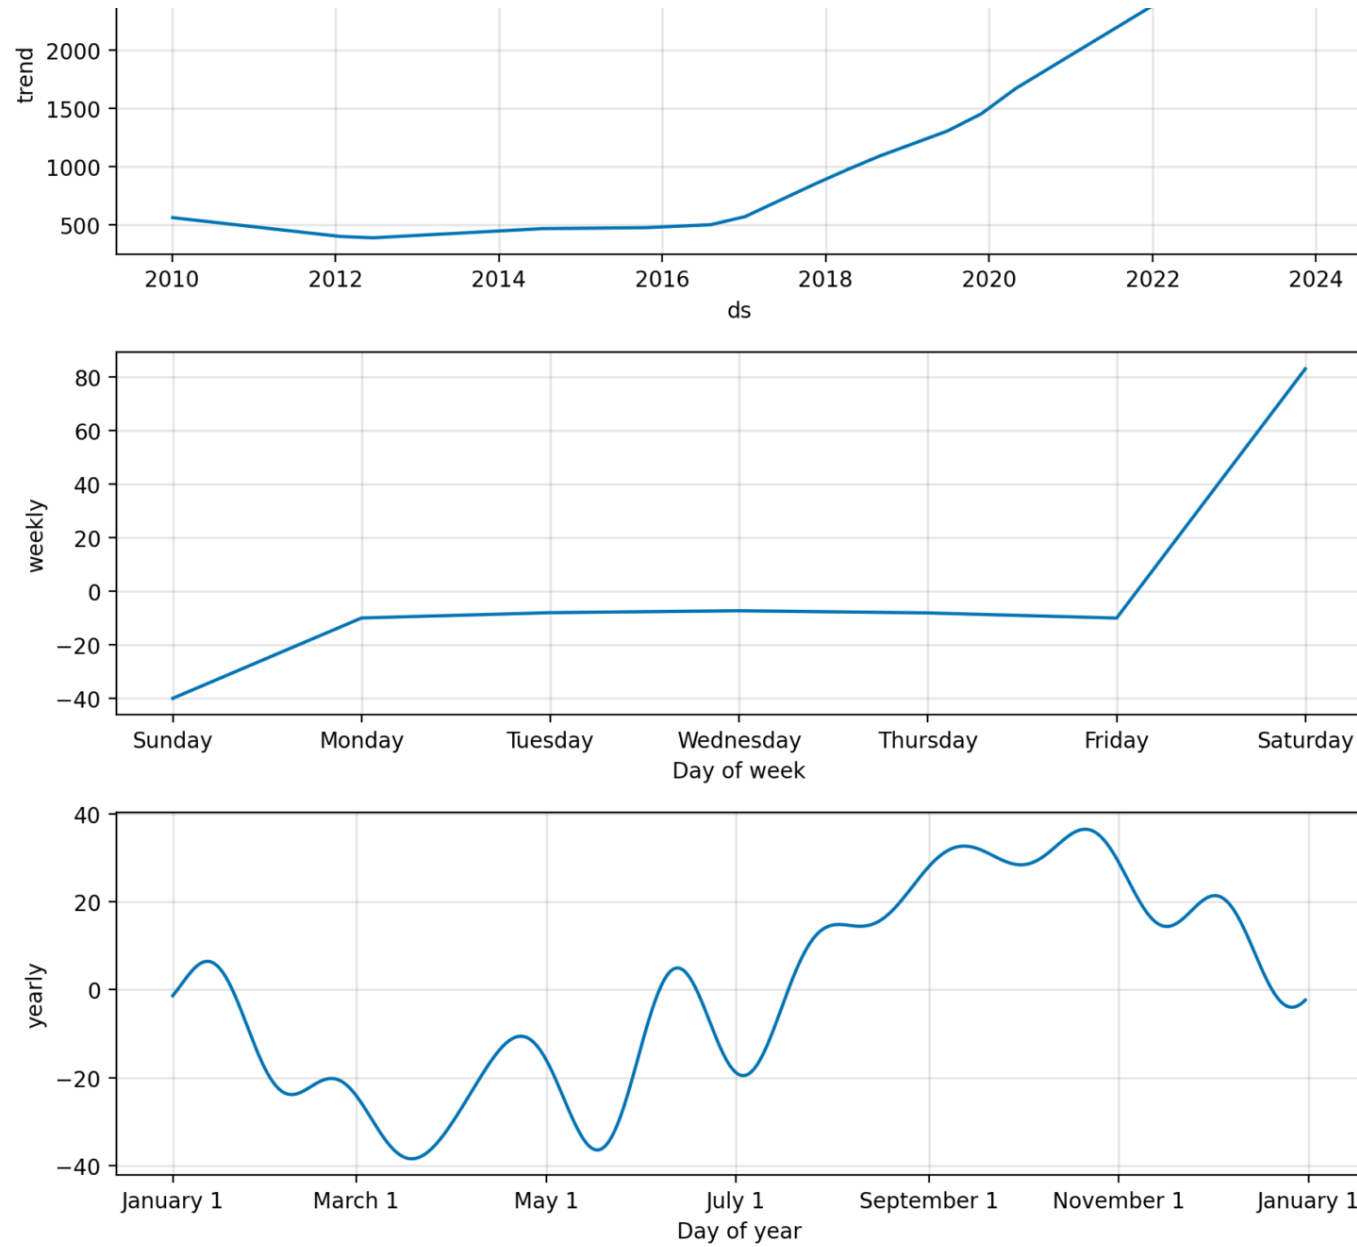 trend
2000
1500
1000
500
2010 2012 2014 2016 2018 2020 2022 2024
ds
weekly
80
60
40
20
0
−20
−40
Sunday Monday Tuesday Wednesday Thursday Friday Saturday
Day of week
yearly
40
20
0
−20
−40
January 1 March 1 May 1 July 1 September 1 November 1 January 1
Day of year